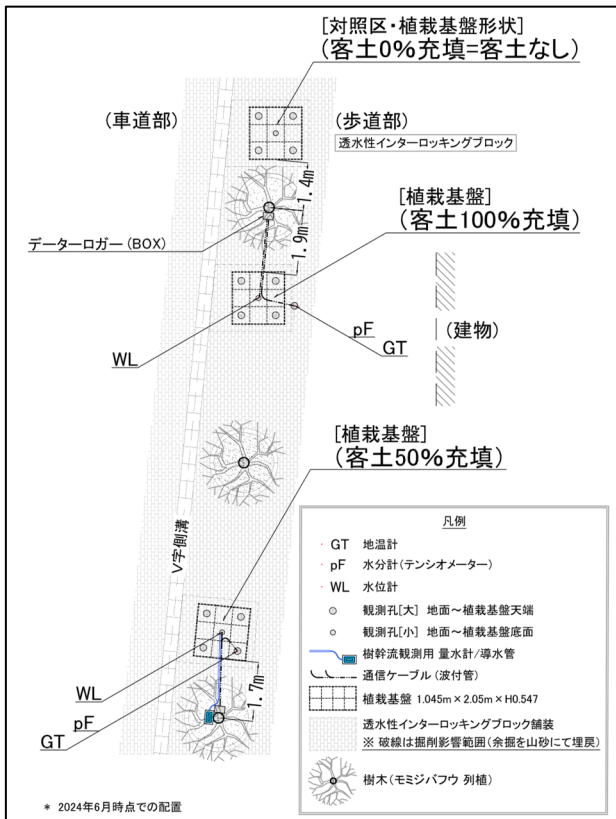 [対照区・植栽基盤形状]
(客土0%充填=客土なし)
(車道部)
(歩道部)
透水性インターロッキングブロック
1.4m
[植栽基盤]
(客土100%充填)
データーロガー(BOX)
1.9m
pF
GT
(建物)
WL
[植栽基盤]
(客土50%充填)
V字側溝
WL
pF
GT
1.7m
凡例
GT 地温計
pF 水分計(テンシオメーター)
WL 水位計
観測孔[大] 地面~植栽基盤天端
観測孔[小] 地面~植栽基盤底面
樹幹流観測用 量水計/導水管
通信ケーブル(波付管)
植栽基盤 1.045m×2.05m×H0.547
透水性インターロッキングブロック舗装
※ 破線は掘削影響範囲(余掘を山砂にて埋戻)
樹木(モミジバフウ 列植)
* 2024年6月時点での配置